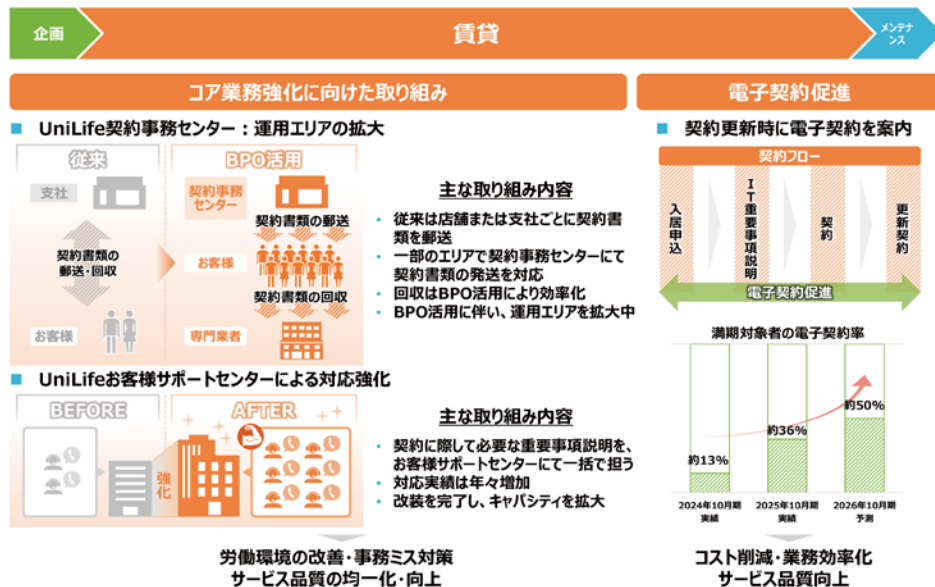 企画
賃貸
メンテナ
ンス
コア業務強化に向けた取り組み
UniLife契約事務センター：運用エリアの拡大
従来
支社
契約書類の
郵送・回収
お客様
BPO活用
契約事務
センター
契約書類の郵送
お客様
契約書類の回収
専門業者
主な取り組み内容
• 従来は店舗または支社ごとに契約書
類を郵送
• 一部のエリアで契約事務センターにて
契約書類の発送を対応
• 回収はBPO活用により効率化
• BPO活用に伴い、運用エリアを拡大中
UniLifeお客様サポートセンターによる対応強化
BEFORE
強化
AFTER
主な取り組み内容
• 契約に際して必要な重要事項説明を、
お客様サポートセンターにて一括で担う
• 対応実績は年々増加
• 改装を完了し、キャパシティを拡大
労働環境の改善・事務ミス対策
サービス品質の均一化・向上
電子契約促進
契約更新時に電子契約を案内
契約フロー
入居申込
IT重要事項説明
契約
更新契約
電子契約促進
満期対象者の電子契約率
約13%
約36%
約50%
2024年10月期
実績
2025年10月期
実績
2026年10月期
予測
コスト削減・業務効率化
サービス品質向上